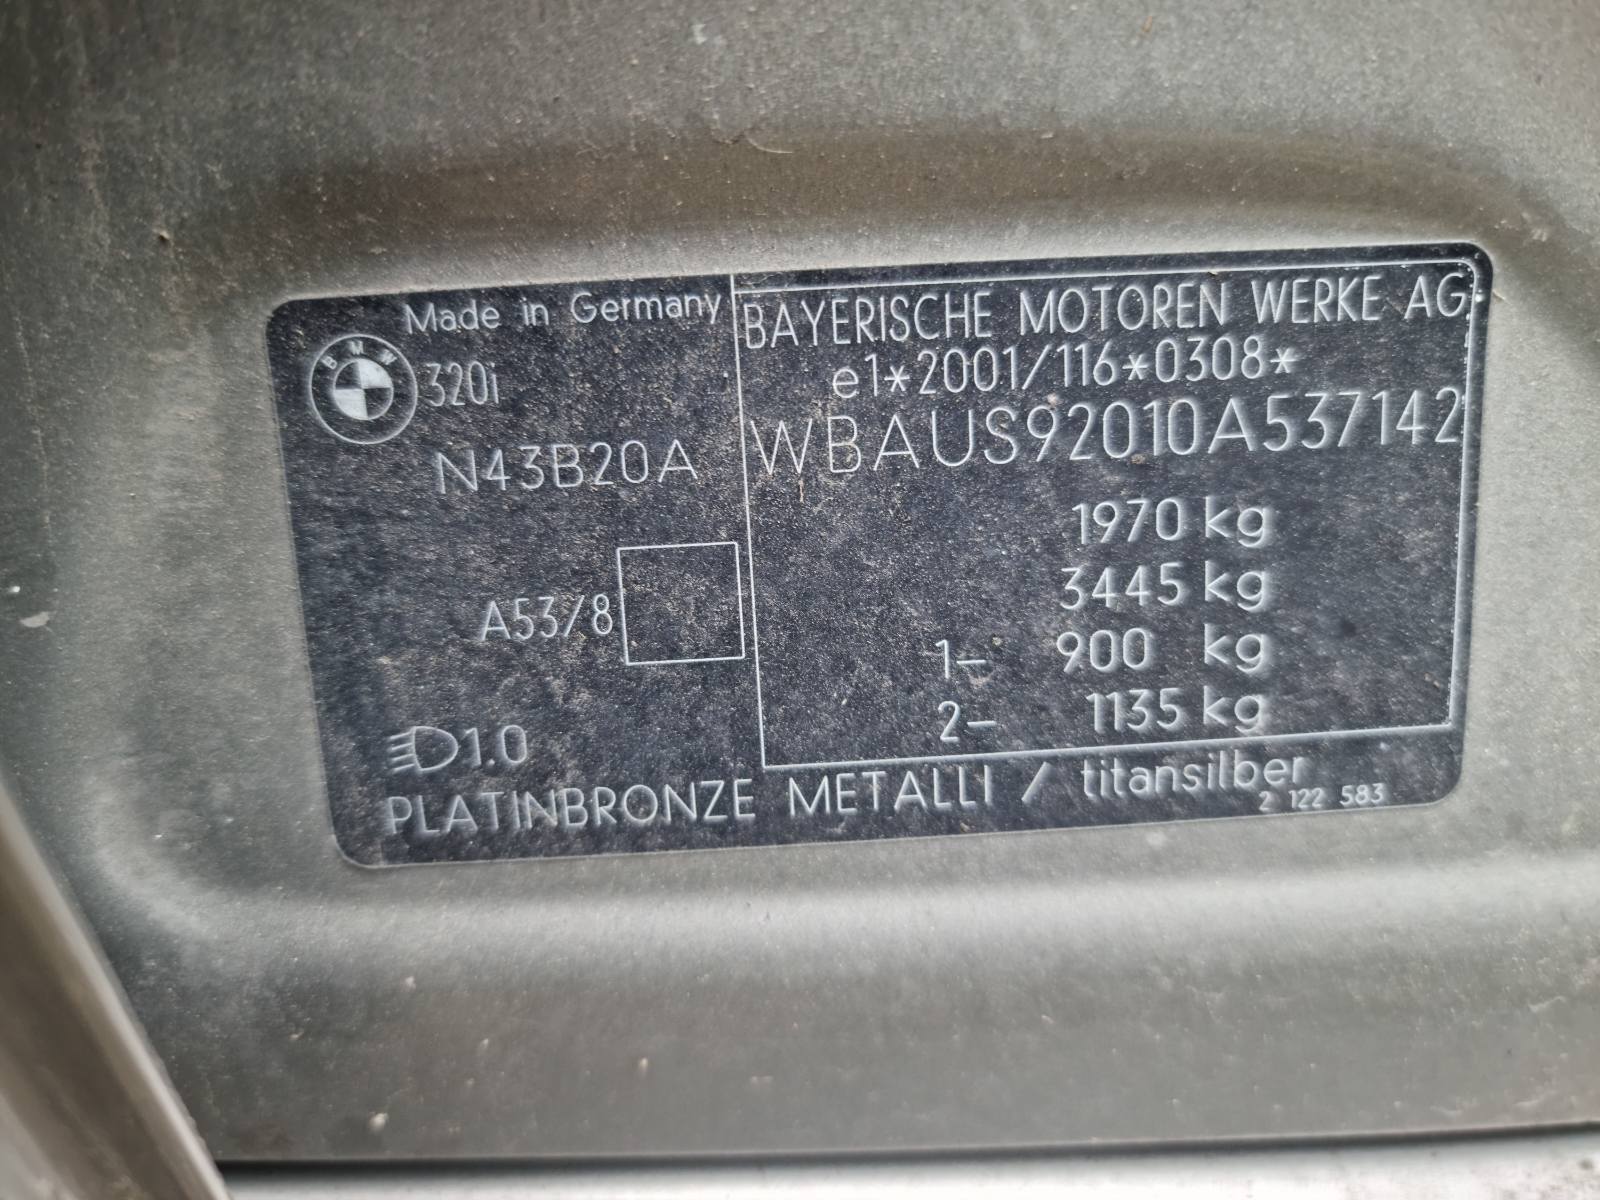 Made in Germany
BMW
320i
N43B20A
A53/8
1.0
BAYERISCHE MOTOREN WERKE AG
e1*2001/116*0308*
WBAUS92010A537142
1970 kg
3445 kg
1– 900 kg
2– 1135 kg
PLATINBRONZE METALLI / titansilber
2 122 583